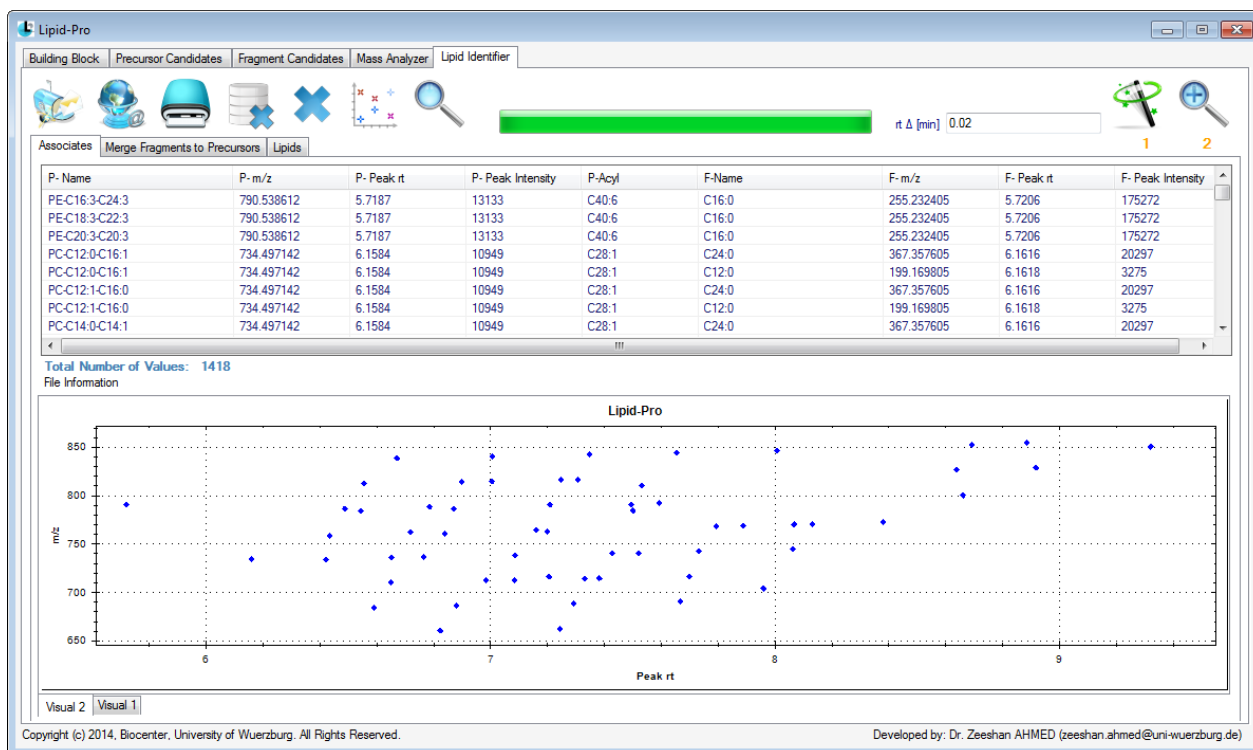 Lipid-Pro
Building Block Precursor Candidates Fragment Candidates Mass Analyzer Lipid Identifier
rt Δ [min] 0.02
1 2
Associates Merge Fragments to Precursors Lipids
P- Name P- m/z P- Peak rt P- Peak Intensity P-Acyl F-Name F- m/z F- Peak rt F- Peak Intensity
PE-C16:3-C24:3 790.538612 5.7187 13133 C40:6 C16:0 255.232405 5.7206 175272
PE-C18:3-C22:3 790.538612 5.7187 13133 C40:6 C16:0 255.232405 5.7206 175272
PE-C20:3-C20:3 790.538612 5.7187 13133 C40:6 C16:0 255.232405 5.7206 175272
PC-C12:0-C16:1 734.497142 6.1584 10949 C28:1 C24:0 367.357605 6.1616 20297
PC-C12:0-C16:1 734.497142 6.1584 10949 C28:1 C12:0 199.169805 6.1618 3275
PC-C12:1-C16:0 734.497142 6.1584 10949 C28:1 C24:0 367.357605 6.1616 20297
PC-C12:1-C16:0 734.497142 6.1584 10949 C28:1 C12:0 199.169805 6.1618 3275
PC-C14:0-C14:1 734.497142 6.1584 10949 C28:1 C24:0 367.357605 6.1616 20297
Total Number of Values: 1418
File Information
Lipid-Pro
850
800
750
700
650
m/z
6 7 8 9
Peak rt
Visual 2 Visual 1
Copyright (c) 2014, Biocenter, University of Wuerzburg. All Rights Reserved. Developed by: Dr. Zeeshan AHMED (zeeshan.ahmed@uni-wuerzburg.de)